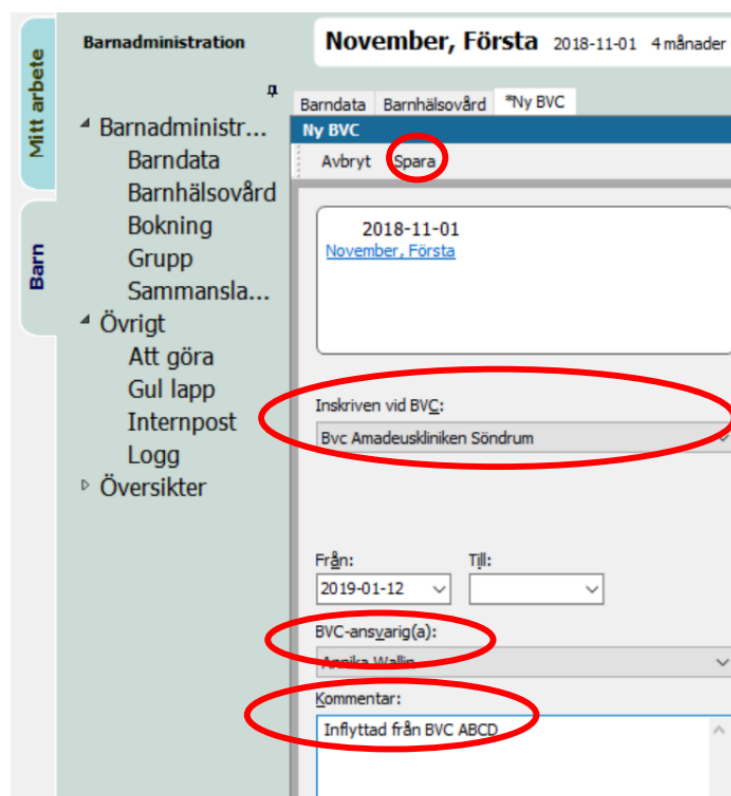 Mitt arbete
Barn
Barnadministration
November, Första 2018-11-01 4 månader
Barnadministr...
Barndata
Barnhälsovård
Bokning
Grupp
Sammansla...
Övrigt
Att göra
Gul lapp
Internpost
Logg
Översikter
Barndata Barnhälsovård *Ny BVC
Ny BVC
Avbryt Spara
2018-11-01
November, Första
Inskriven vid BVC:
Bvc Amadeuskliniken Söndrum
Från: Till:
2019-01-12
BVC-ansvarig(a):
Annika Wallin
Kommentar:
Inflyttad från BVC ABCD